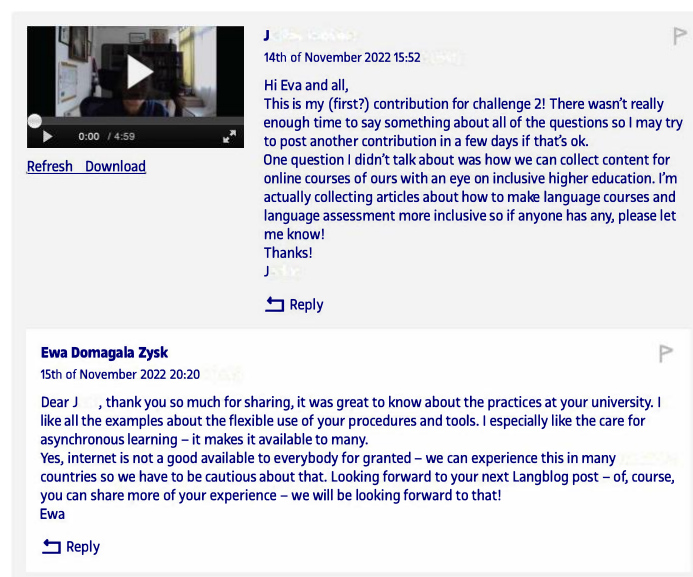 J
14th of November 2022 15:52
Hi Eva and all,
This is my (first?) contribution for challenge 2! There wasn't really
enough time to say something about all of the questions so I may try
to post another contribution in a few days if that's ok.
One question I didn't talk about was how we can collect content for
online courses of ours with an eye on inclusive higher education. I'm
actually collecting articles about how to make language courses and
language assessment more inclusive so if anyone has any, please let
me know!
Thanks!
J
0:00 / 4:59
Refresh Download
Reply
Ewa Domagala Zysk
15th of November 2022 20:20
Dear J , thank you so much for sharing, it was great to know about the practices at your university. I
like all the examples about the flexible use of your procedures and tools. I especially like the care for
asynchronous learning – it makes it available to many.
Yes, internet is not a good available to everybody for granted – we can experience this in many
countries so we have to be cautious about that. Looking forward to your next Langblog post – of, course,
you can share more of your experience – we will be looking forward to that!
Ewa
Reply